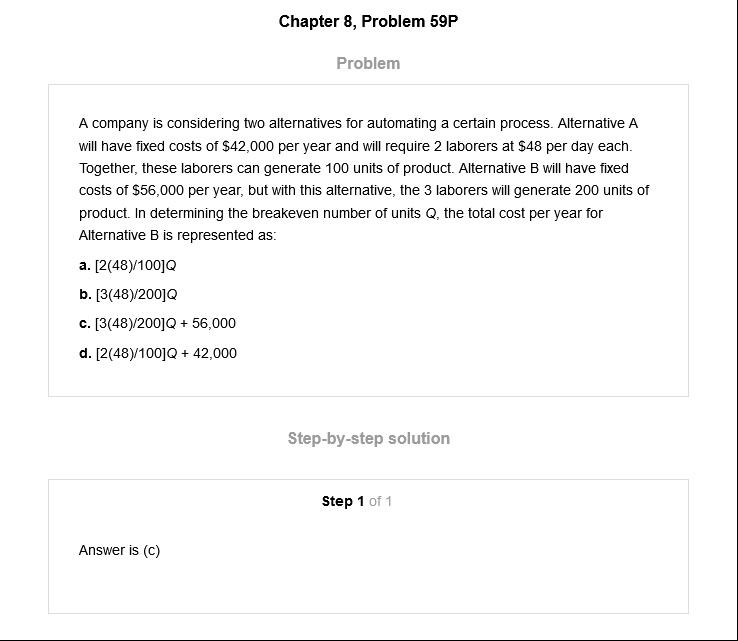 Chapter 8, Problem 59P
Problem
A company is considering two alternatives for automating a certain process. Alternative A
will have fixed costs of $42,000 per year and will require 2 laborers at $48 per day each.
Together, these laborers can generate 100 units of product. Alternative B will have fixed
costs of $56,000 per year, but with this alternative, the 3 laborers will generate 200 units of
product. In determining the breakeven number of units Q, the total cost per year for
Alternative B is represented as:
a. [2(48)/100]Q
b. [3(48)/200]Q
c. [3(48)/200]Q + 56,000
d. [2(48)/100]Q + 42,000
Step-by-step solution
Step 1 of 1
Answer is (c)